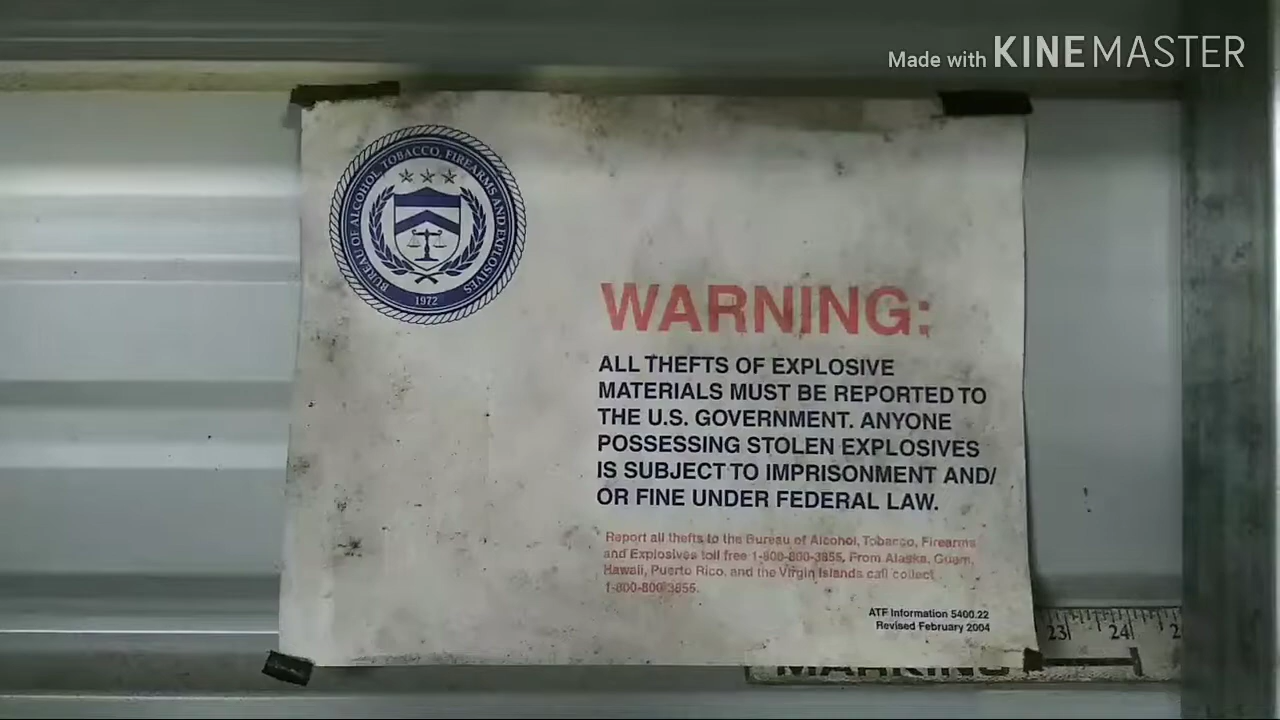 Made with KINEMASTER
BUREAU OF ALCOHOL, TOBACCO, FIREARMS AND EXPLOSIVES
1972
WARNING:
ALL THEFTS OF EXPLOSIVE
MATERIALS MUST BE REPORTED TO
THE U.S. GOVERNMENT. ANYONE
POSSESSING STOLEN EXPLOSIVES
IS SUBJECT TO IMPRISONMENT AND/
OR FINE UNDER FEDERAL LAW.
Report all thefts to the Bureau of Alcohol, Tobacco, Firearms
and Explosives toll free 1-800-800-3855. From Alaska, Guam,
Hawaii, Puerto Rico, and the Virgin Islands call collect
1-800-800-3855.
ATF Information 5400.22
Revised February 2004
23 24